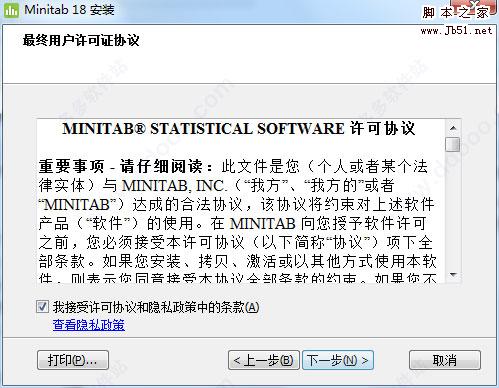 Minitab 18 安装
脚本之家
www.Jb51.net
最终用户许可证协议
MINITAB® STATISTICAL SOFTWARE 许可协议
重要事项 - 请仔细阅读：此文件是您（个人或者某个法
律实体）与 MINITAB, INC.（“我方”、“我方的”或者
“MINITAB”）达成的合法协议，该协议将约束对上述软件
产品（“软件”）的使用。在 MINITAB 向您授予软件许可
之前，您必须接受本许可协议（以下简称“协议”）项下全
部条款。如果您安装、拷贝、激活或以其他方式使用本软
件，则表示您同意接受本协议全部条款的约束。如果您不
我接受许可协议和隐私政策中的条款(A)
查看隐私政策
打印(P)...
< 上一步(B)
下一步(N) >
取消